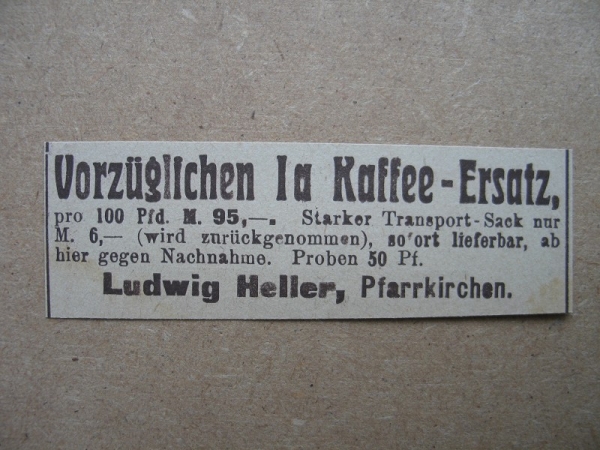 Vorzüglichen Ia Kaffee-Ersatz,
pro 100 Pfd. M. 95,—. Starker Transport-Sack nur
M. 6,— (wird zurückgenommen), sofort lieferbar, ab
hier gegen Nachnahme. Proben 50 Pf.
Ludwig Heller, Pfarrkirchen.